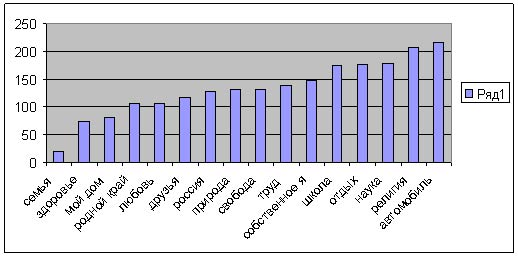 250
200
150
100
50
0
семья
здоровье
мой дом
родной край
любовь
друзья
россия
природа
свобода
труд
собственное я
школа
отдых
наука
религия
автомобиль
Ряд1